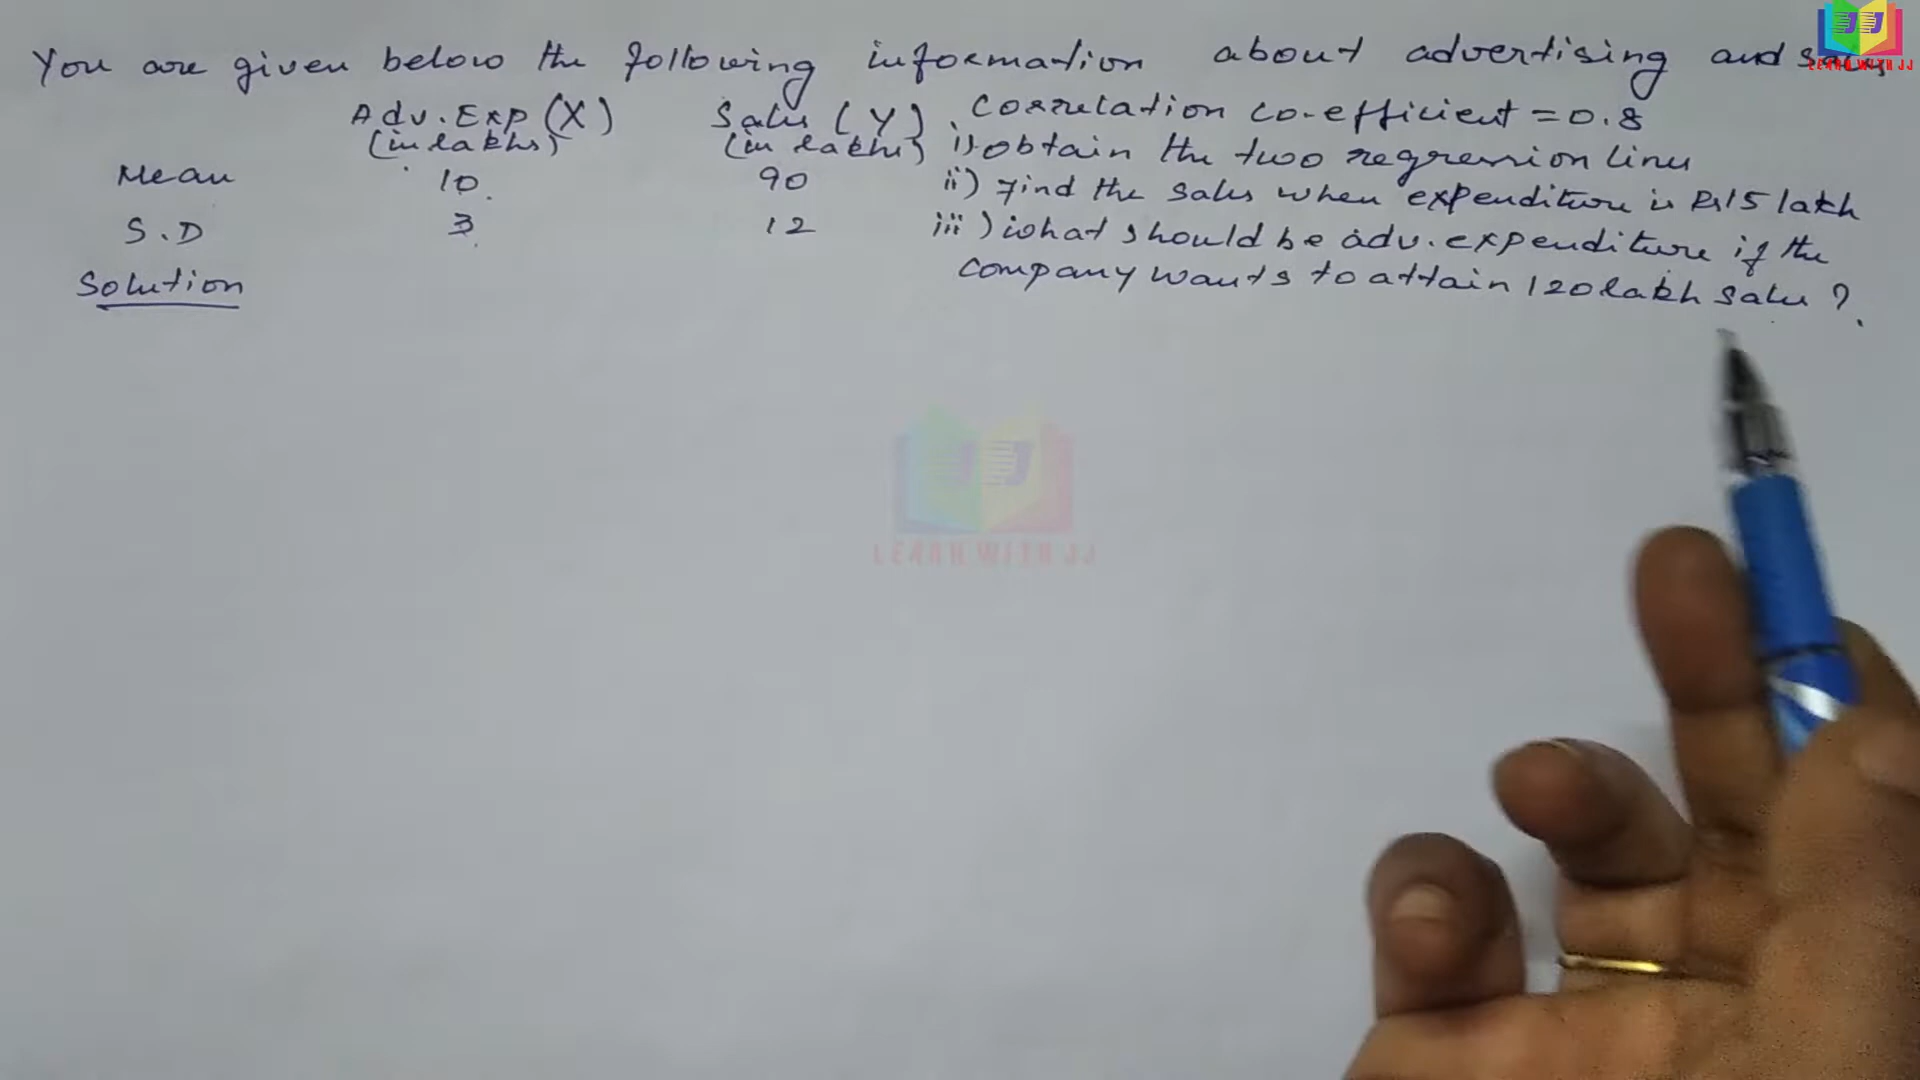 You are given below the following information about advertising and sales
Adv. Exp (X) Sales (Y) . Correlation co-efficient = 0.8
(in lakhs) (in lakhs) i) obtain the two regression lines
Mean 10 90 ii) Find the sales when expenditure is Rs 15 lakh
S.D 3 12 iii) what should be adv. expenditure if the
Solution company wants to attain 120 lakh sales ?
LEARN WITH JJ
LEARN WITH JJ